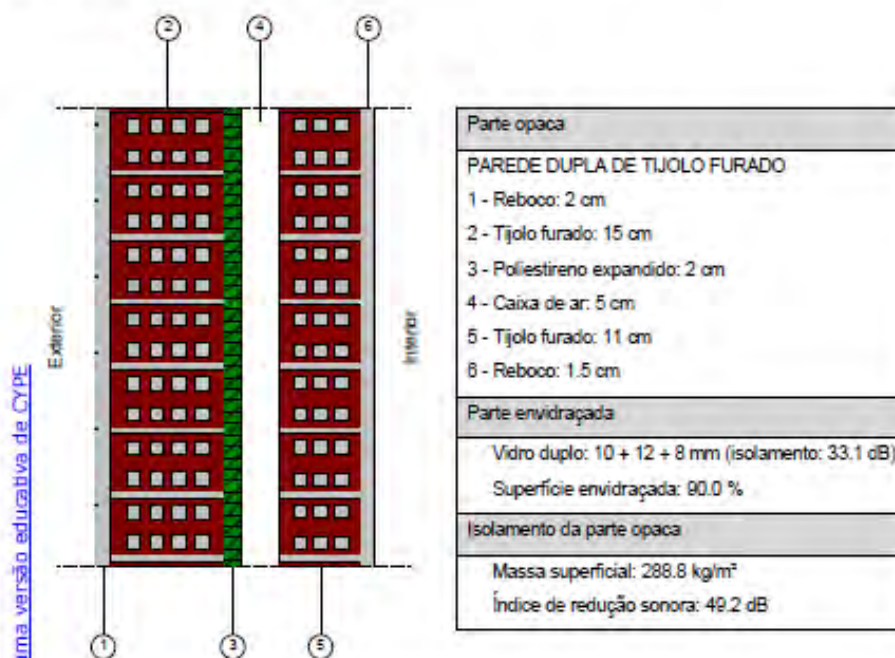 2
4
6
Exterior
Interior
uma versão educativa de CYPE
1
3
5
Parte opaca
PAREDE DUPLA DE TIJOLO FURADO
1 - Reboco: 2 cm
2 - Tijolo furado: 15 cm
3 - Poliestireno expandido: 2 cm
4 - Caixa de ar: 5 cm
5 - Tijolo furado: 11 cm
6 - Reboco: 1.5 cm
Parte envidraçada
Vidro duplo: 10 + 12 + 8 mm (isolamento: 33.1 dB)
Superfície envidraçada: 90.0 %
Isolamento da parte opaca
Massa superficial: 288.8 kg/m²
Índice de redução sonora: 49.2 dB